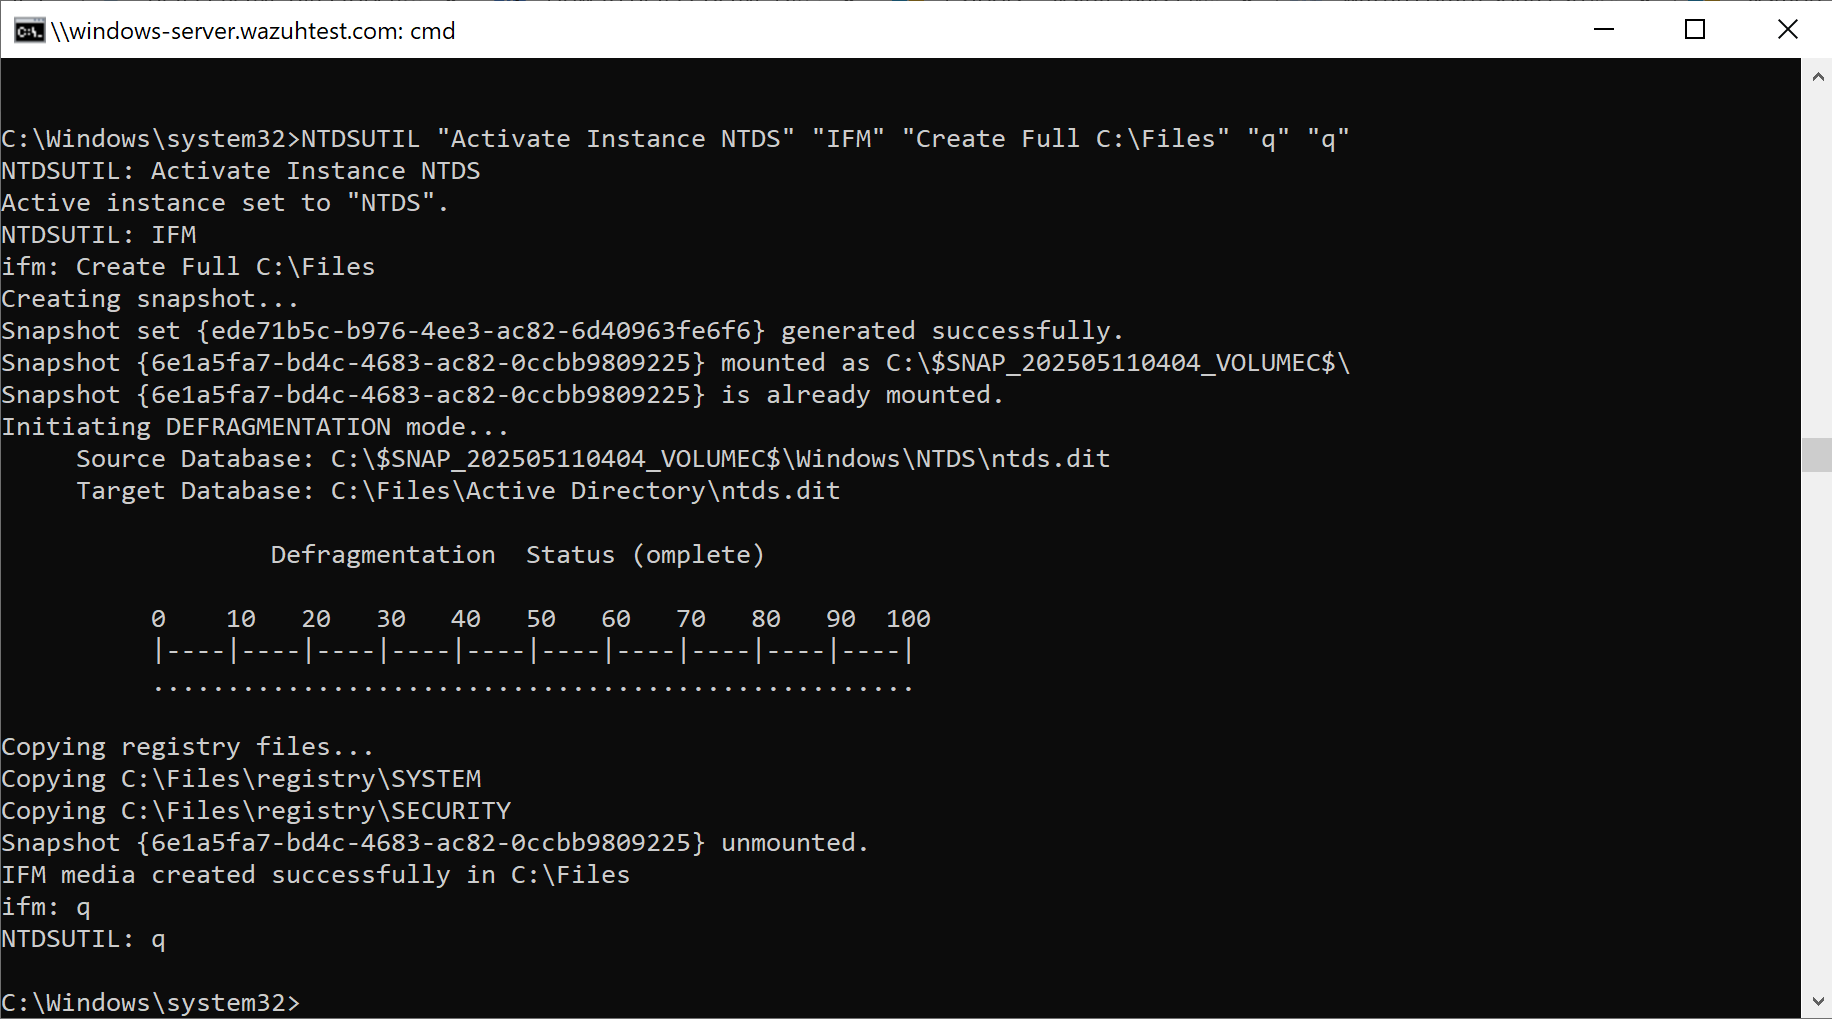 \\windows-server.wazuhtest.com: cmd
C:\Windows\system32>NTDSUTIL "Activate Instance NTDS" "IFM" "Create Full C:\Files" "q" "q"
NTDSUTIL: Activate Instance NTDS
Active instance set to "NTDS".
NTDSUTIL: IFM
ifm: Create Full C:\Files
Creating snapshot...
Snapshot set {ede71b5c-b976-4ee3-ac82-6d40963fe6f6} generated successfully.
Snapshot {6e1a5fa7-bd4c-4683-ac82-0ccbb9809225} mounted as C:\$SNAP_202505110404_VOLUMEC$\
Snapshot {6e1a5fa7-bd4c-4683-ac82-0ccbb9809225} is already mounted.
Initiating DEFRAGMENTATION mode...
     Source Database: C:\$SNAP_202505110404_VOLUMEC$\Windows\NTDS\ntds.dit
     Target Database: C:\Files\Active Directory\ntds.dit
                  Defragmentation  Status (omplete)
          0    10   20   30   40   50   60   70   80   90  100
          |----|----|----|----|----|----|----|----|----|----|
          ...................................................
Copying registry files...
Copying C:\Files\registry\SYSTEM
Copying C:\Files\registry\SECURITY
Snapshot {6e1a5fa7-bd4c-4683-ac82-0ccbb9809225} unmounted.
IFM media created successfully in C:\Files
ifm: q
NTDSUTIL: q
C:\Windows\system32>